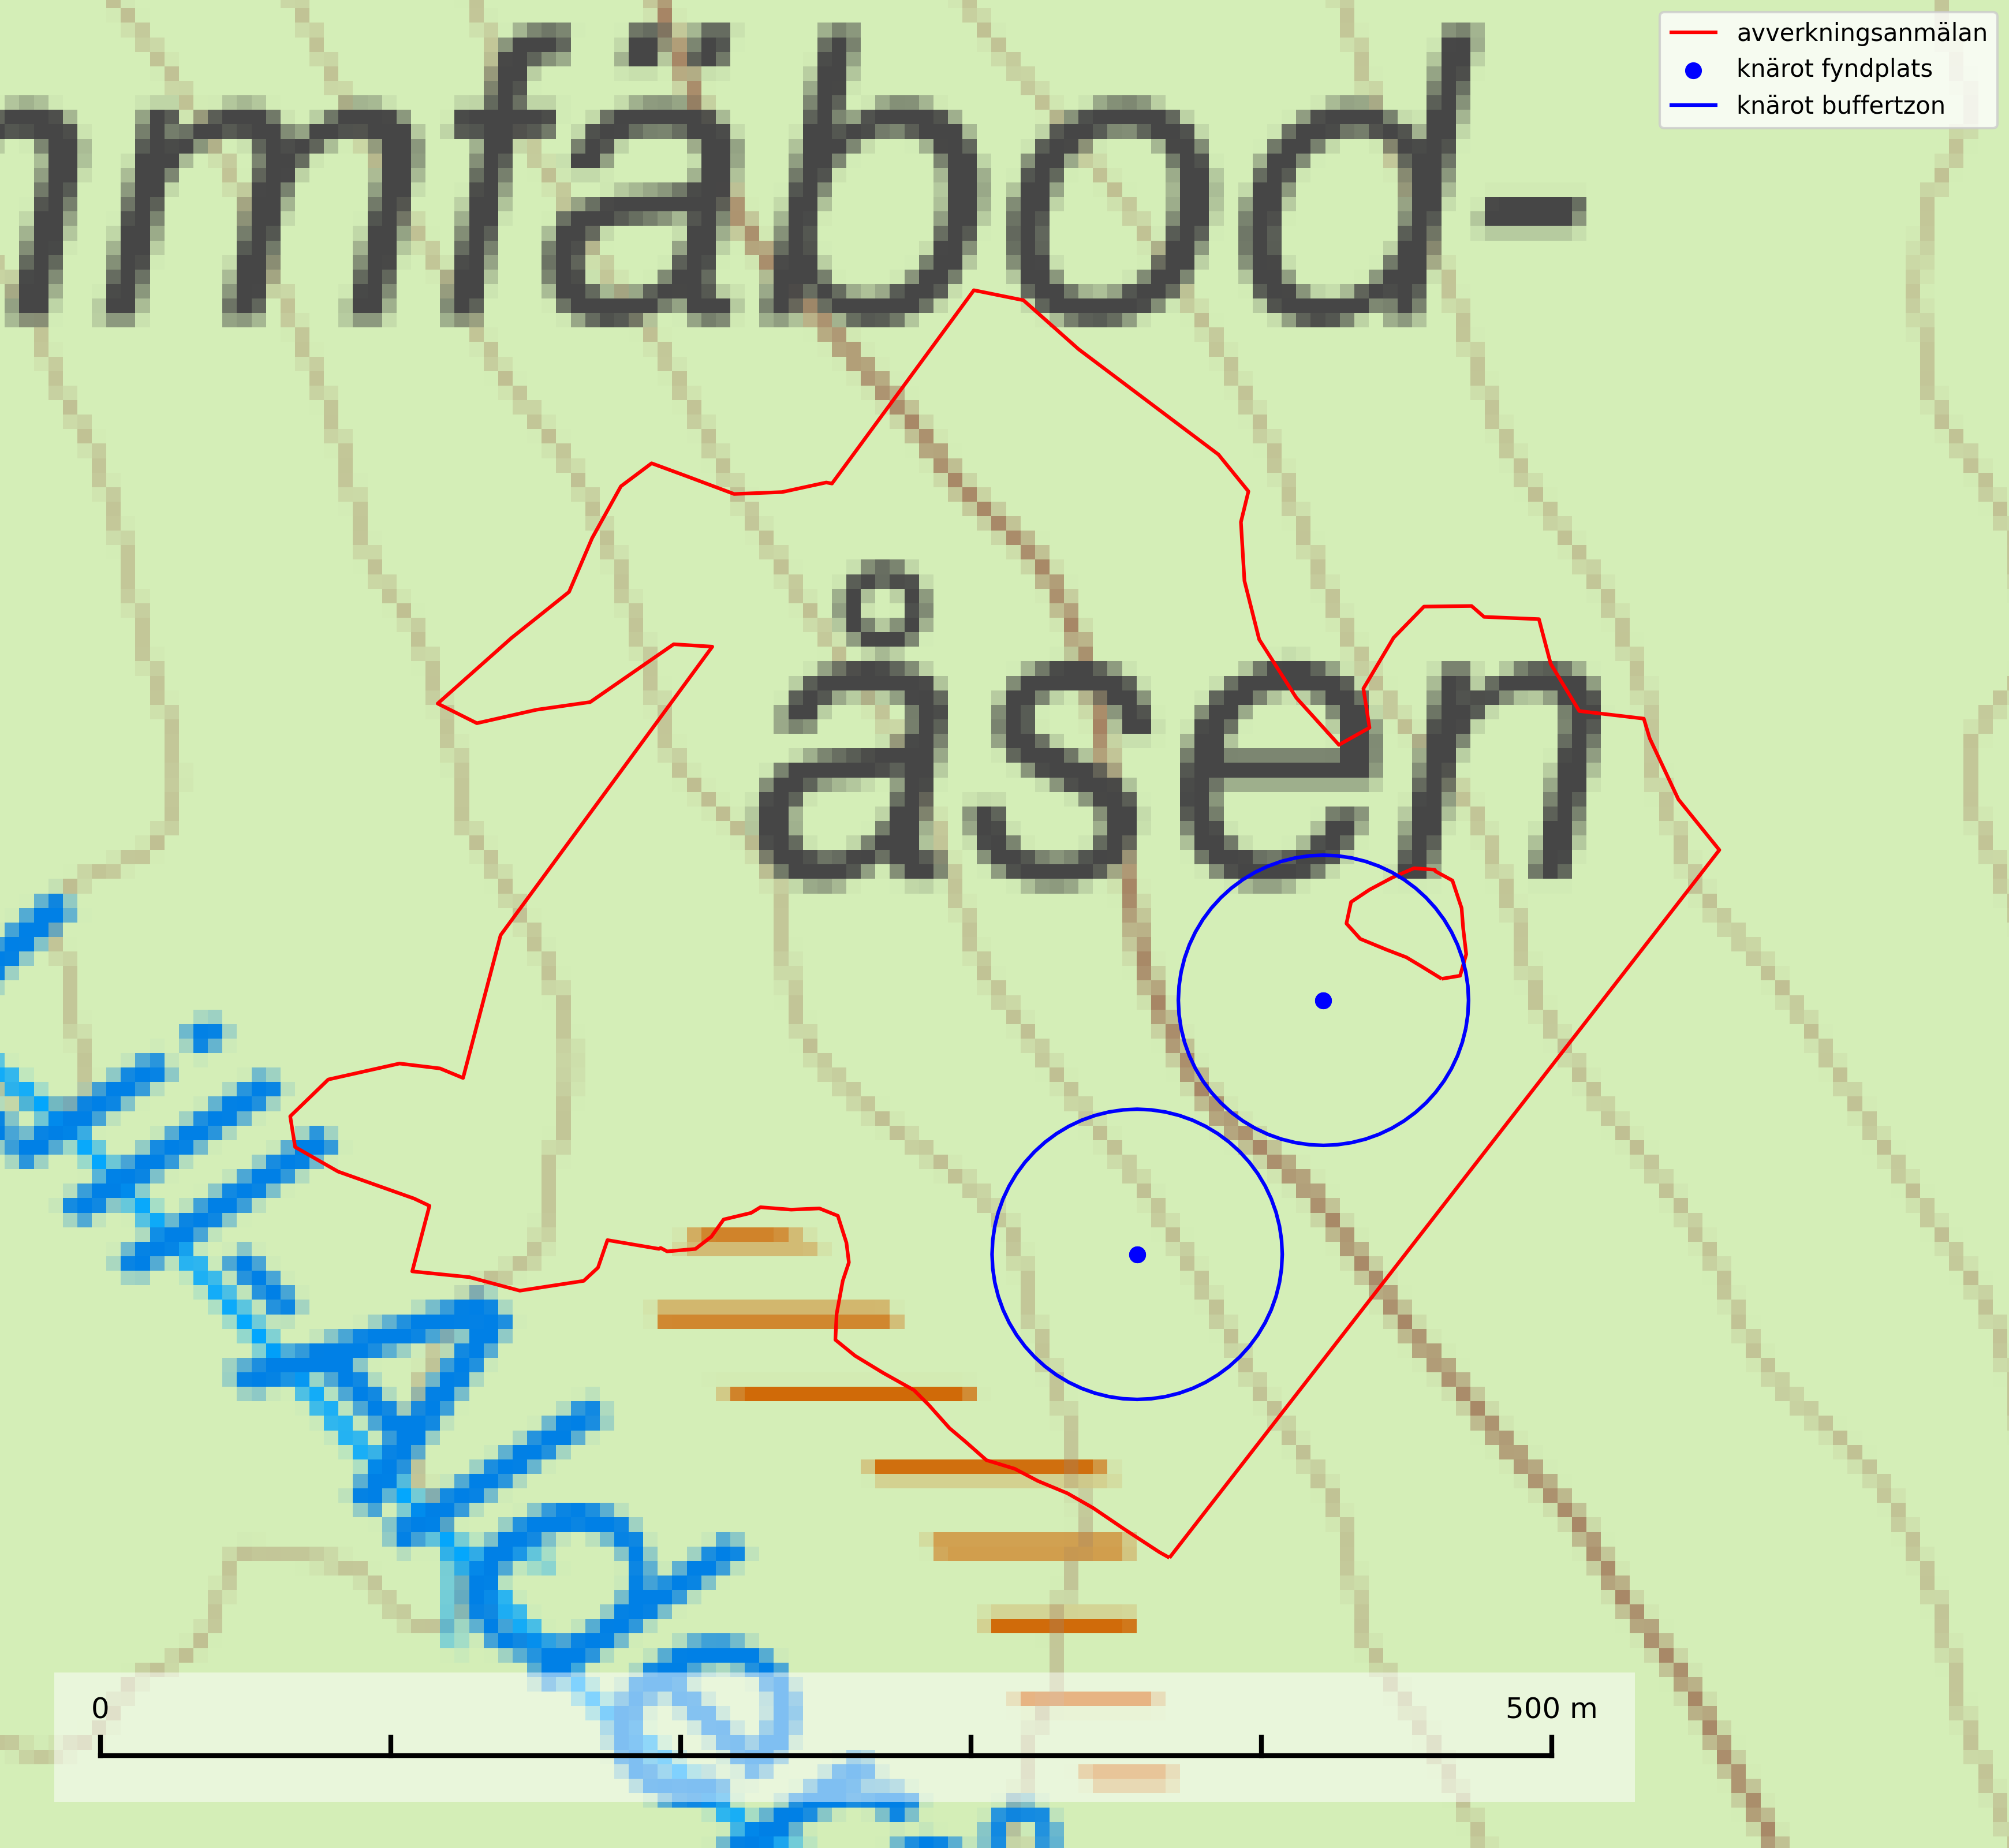 avverkningsanmälan
knärot fyndplats
knärot buffertzon
mfäbod-
åsen
0 500 m